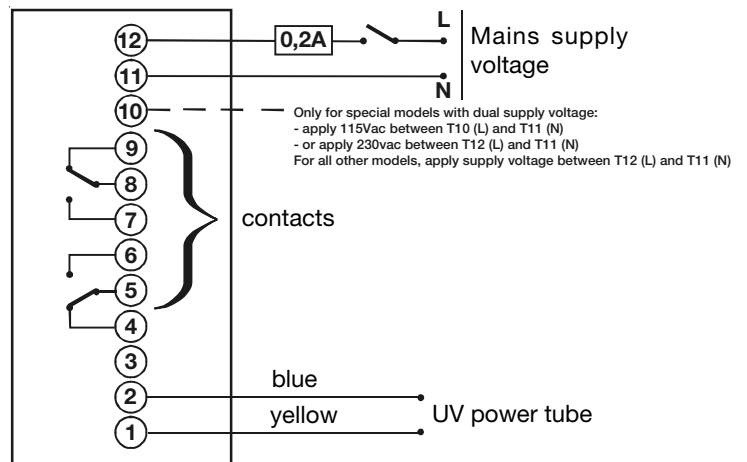 12
0,2A
L
Mains supply
voltage
11
N
10
Only for special models with dual supply voltage:
- apply 115Vac between T10 (L) and T11 (N)
- or apply 230vac between T12 (L) and T11 (N)
For all other models, apply supply voltage between T12 (L) and T11 (N)
9
8
7
contacts
6
5
4
3
2
blue
UV power tube
1
yellow